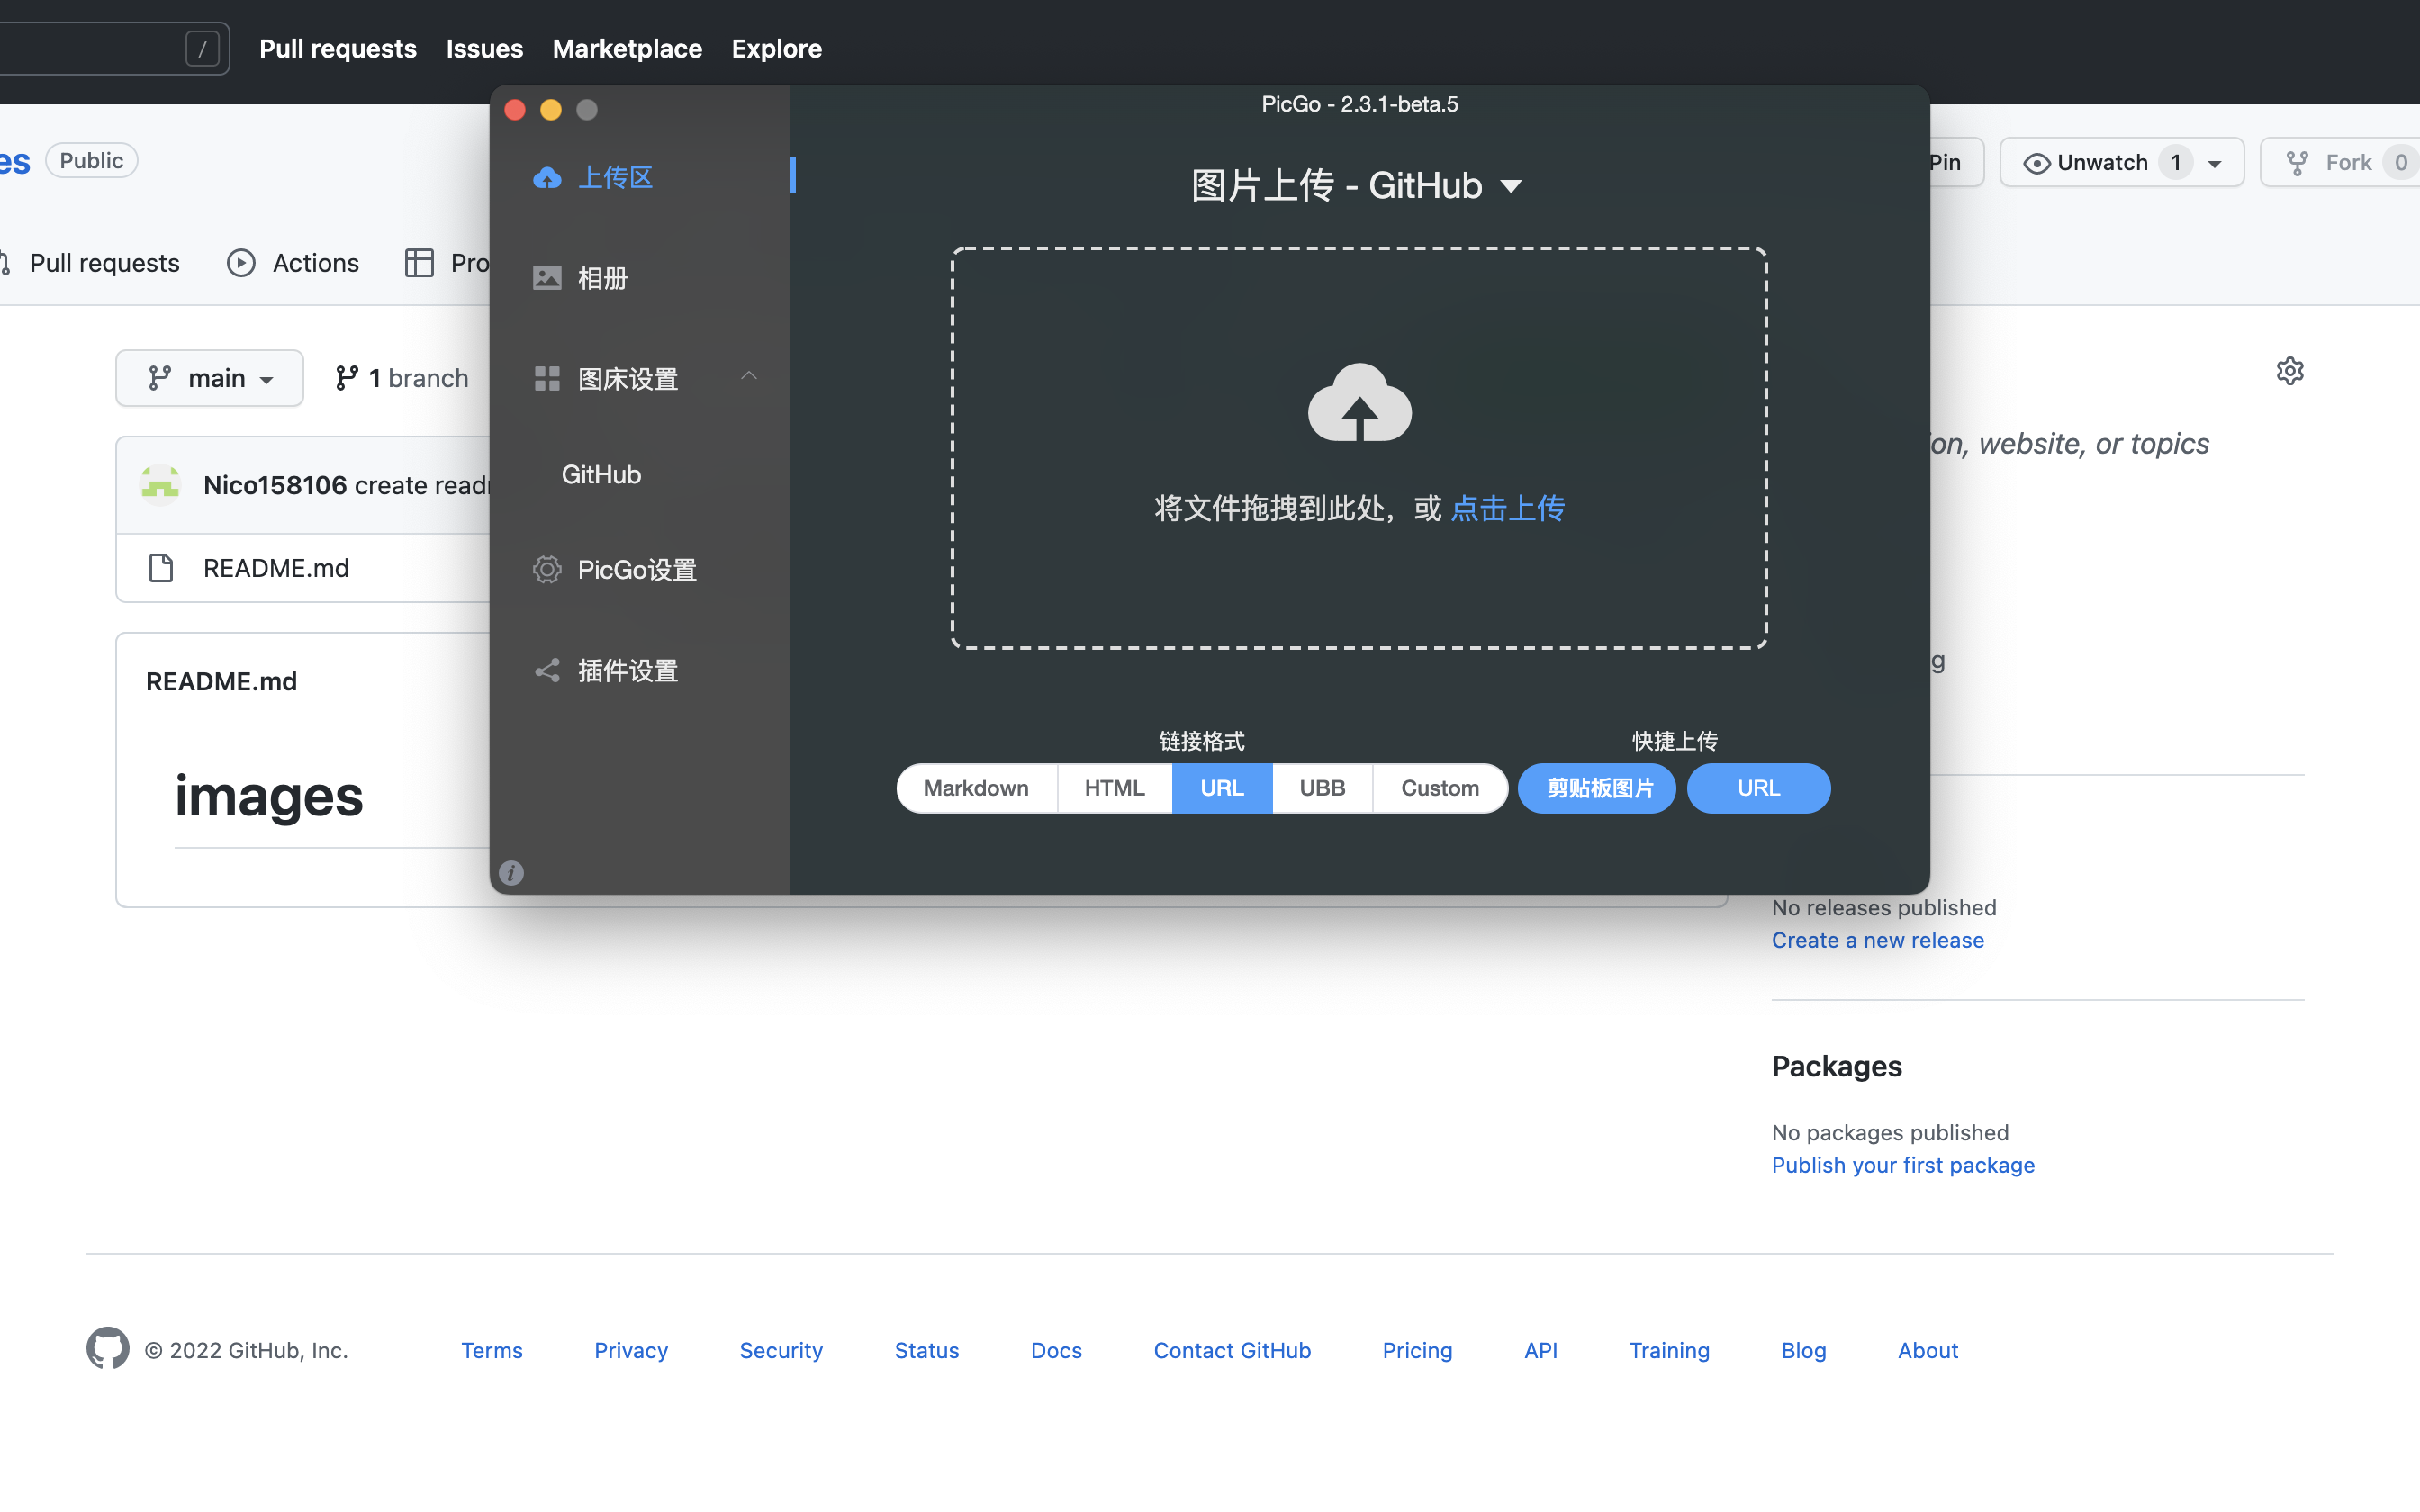 / Pull requests Issues Marketplace Explore
PicGo - 2.3.1-beta.5
es Public
Pin Unwatch 1 Fork 0
上传区
图片上传 - GitHub
Pull requests Actions Pro
相册
main 1 branch
图床设置
ion, website, or topics
GitHub
Nico158106 create readr
将文件拖拽到此处，或 点击上传
README.md
PicGo设置
g
插件设置
README.md
链接格式 快捷上传
images
Markdown HTML URL UBB Custom 剪贴板图片 URL
No releases published
Create a new release
Packages
No packages published
Publish your first package
© 2022 GitHub, Inc. Terms Privacy Security Status Docs Contact GitHub Pricing API Training Blog About